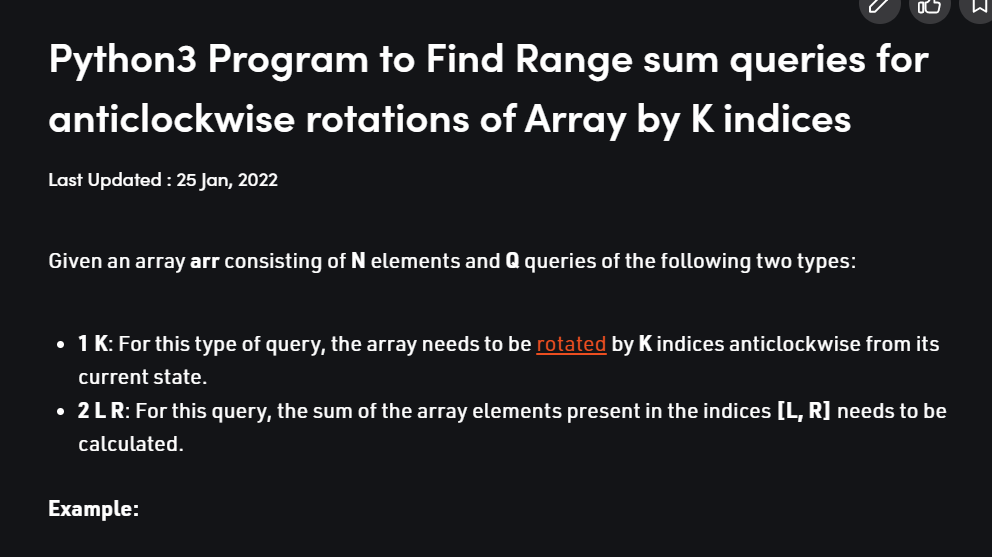 Python3 Program to Find Range sum queries for
anticlockwise rotations of Array by K indices
Last Updated : 25 Jan, 2022
Given an array arr consisting of N elements and Q queries of the following two types:
• 1 K: For this type of query, the array needs to be rotated by K indices anticlockwise from its
current state.
• 2 L R: For this query, the sum of the array elements present in the indices [L, R] needs to be
calculated.
Example: